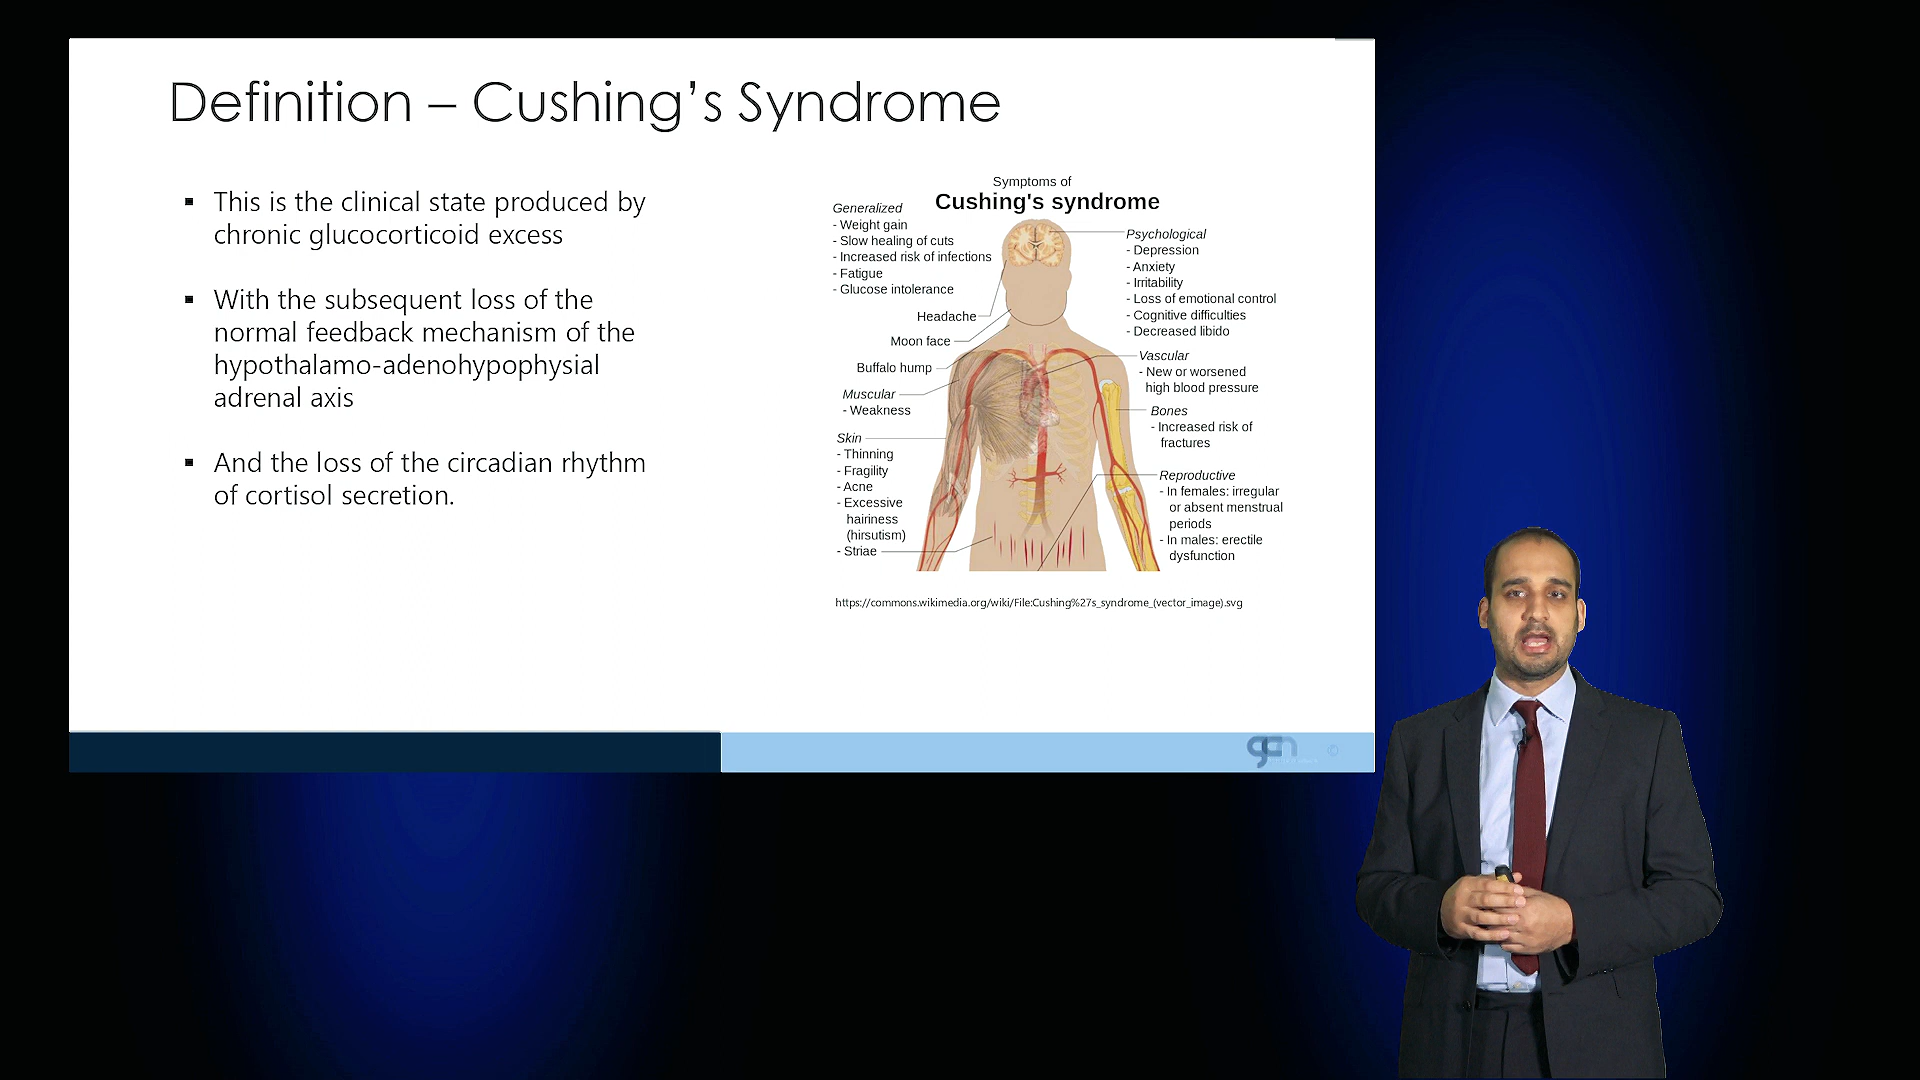 Definition – Cushing’s Syndrome
▪ This is the clinical state produced by
chronic glucocorticoid excess
▪ With the subsequent loss of the
normal feedback mechanism of the
hypothalamo-adenohypophysial
adrenal axis
▪ And the loss of the circadian rhythm
of cortisol secretion.
Symptoms of
Cushing's syndrome
Generalized
- Weight gain
- Slow healing of cuts
- Increased risk of infections
- Fatigue
- Glucose intolerance
Headache
Moon face
Buffalo hump
Muscular
- Weakness
Skin
- Thinning
- Fragility
- Acne
- Excessive
hairiness
(hirsutism)
- Striae
Psychological
- Depression
- Anxiety
- Irritability
- Loss of emotional control
- Cognitive difficulties
- Decreased libido
Vascular
- New or worsened
high blood pressure
Bones
- Increased risk of
fractures
Reproductive
- In females: irregular
or absent menstrual
periods
- In males: erectile
dysfunction
https://commons.wikimedia.org/wiki/File:Cushing%27s_syndrome_(vector_image).svg
©